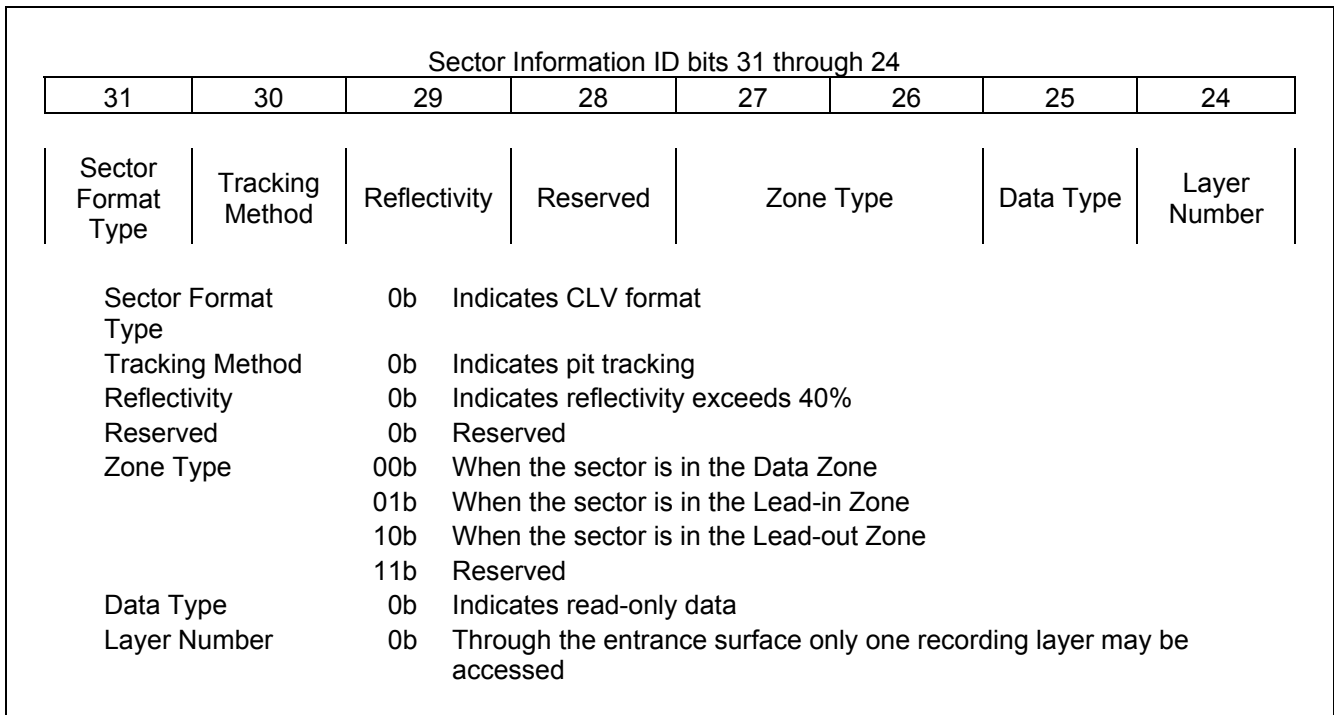 Sector Information ID bits 31 through 24
31 30 29 28 27 26 25 24
Sector
Format
Type
Tracking
Method
Reflectivity
Reserved
Zone Type
Data Type
Layer
Number
Sector Format 0b Indicates CLV format
Type
Tracking Method 0b Indicates pit tracking
Reflectivity 0b Indicates reflectivity exceeds 40%
Reserved 0b Reserved
Zone Type 00b When the sector is in the Data Zone
01b When the sector is in the Lead-in Zone
10b When the sector is in the Lead-out Zone
11b Reserved
Data Type 0b Indicates read-only data
Layer Number 0b Through the entrance surface only one recording layer may be
accessed